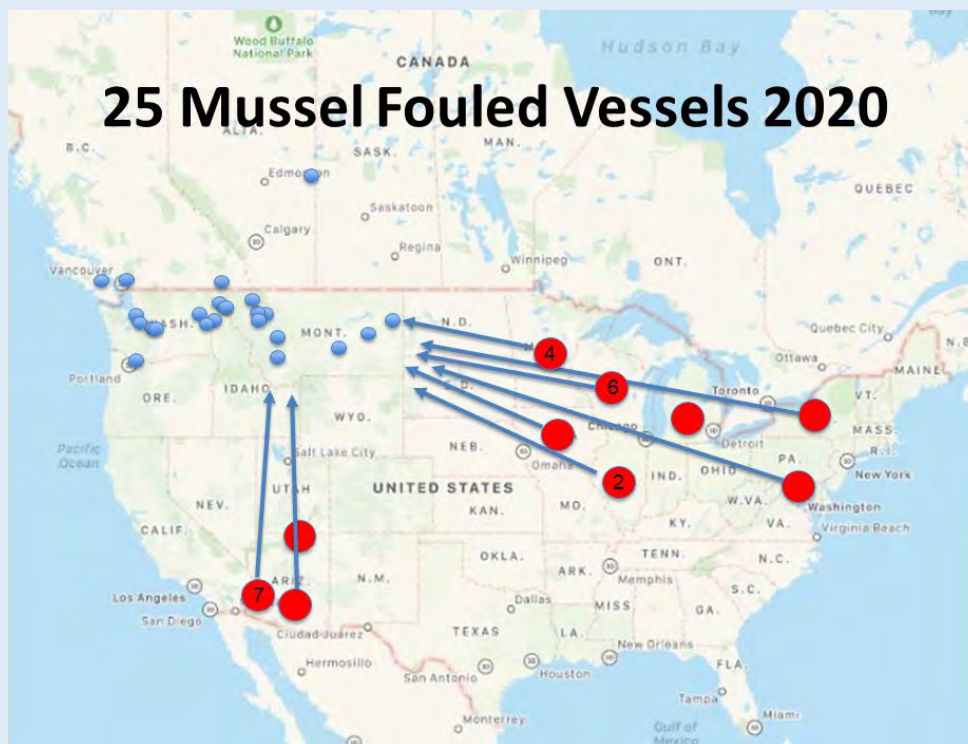 Wood Buffalo
National Park
Hudson Bay
CANADA
25 Mussel Fouled Vessels 2020
ALTA.
B.C.
SASK.
MAN.
Edmonton
QUEBEC
Saskatoon
Calgary
Regina
Winnipeg
ONT.
Vancouver
WASH.
MONT.
N.D.
Quebec City
4
Ottawa
MAINE
Portland
6
Toronto
VT.
ORE.
IDAHO
WYO.
Chicago
Detroit
MASS.
R.I.
Pacific
Ocean
Salt Lake City
NEB.
Omaha
PA.
New York
NEV.
UTAH
UNITED STATES
2
IND.
OHIO
Washington
CALIF.
KAN.
MO.
W.VA.
VA.
Virginia Beach
KY.
OKLA.
TENN.
N.C.
Los Angeles
7
ARIZ.
N.M.
ARK.
Memphis
S.C.
San Diego
Dallas
MISS.
GA.
Ciudad Juárez
TEXAS
LA.
Hermosillo
San Antonio
Houston
New Orleans
FLA.
Tampa
Monterrey
Gulf of
Mexico
Miami